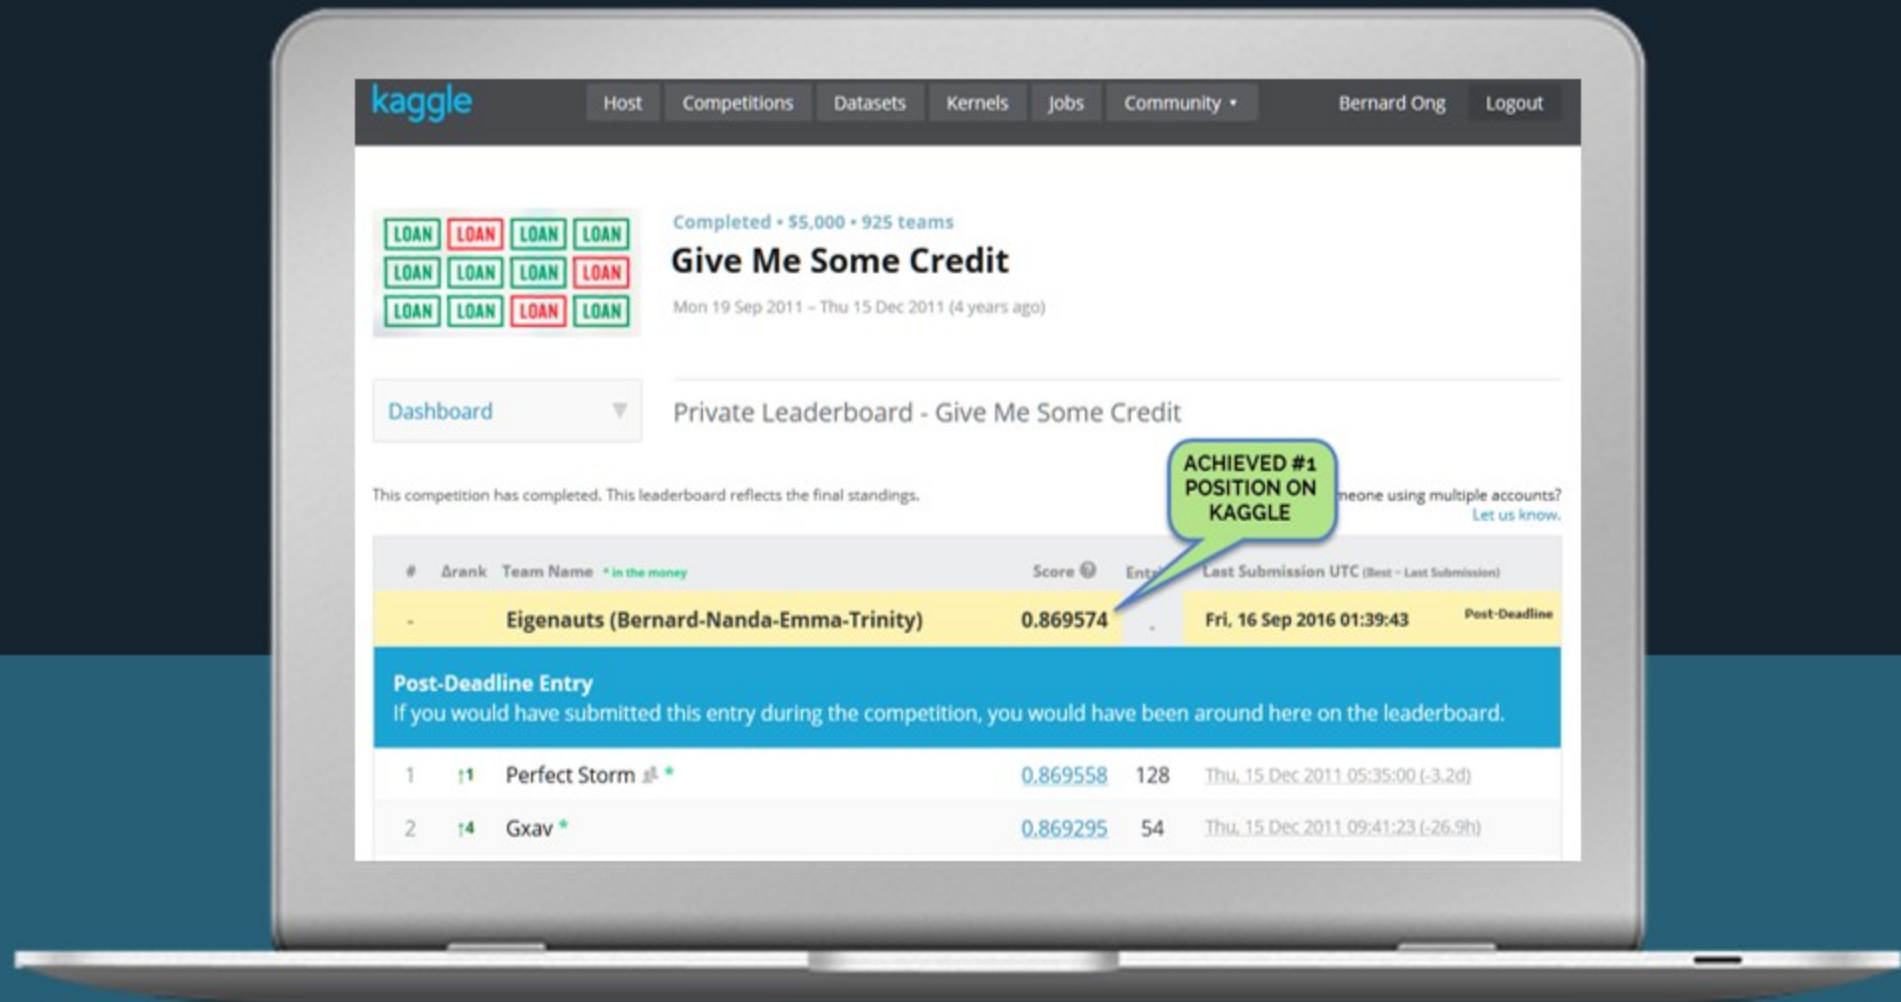 kaggle Host Competitions Datasets Kernels Jobs Community Bernard Ong Logout
LOAN LOAN LOAN LOAN
LOAN LOAN LOAN LOAN
LOAN LOAN LOAN LOAN
Completed • $5,000 • 925 teams
Give Me Some Credit
Mon 19 Sep 2011 – Thu 15 Dec 2011 (4 years ago)
Dashboard
Private Leaderboard - Give Me Some Credit
ACHIEVED #1
POSITION ON
KAGGLE
This competition has completed. This leaderboard reflects the final standings.
using multiple accounts?
Let us know.
# Δrank Team Name * in the money Score Last Submission UTC (Best – Last Submission)
- Eigenauts (Bernard-Nanda-Emma-Trinity) 0.869574 - Fri, 16 Sep 2016 01:39:43 Post-Deadline
Post-Deadline Entry
If you would have submitted this entry during the competition, you would have been around here on the leaderboard.
1 ↑1 Perfect Storm * 0.869558 128 Thu, 15 Dec 2011 05:35:00 (-3.2d)
2 ↑4 Gxav * 0.869295 54 Thu, 15 Dec 2011 09:41:23 (-26.9h)